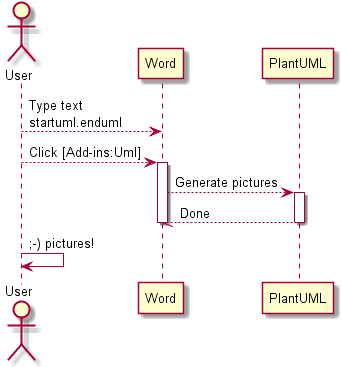 User
Word
PlantUML
Type text
startuml.enduml
Click [Add-ins:Uml]
Generate pictures
Done
;-) pictures!
User
Word
PlantUML